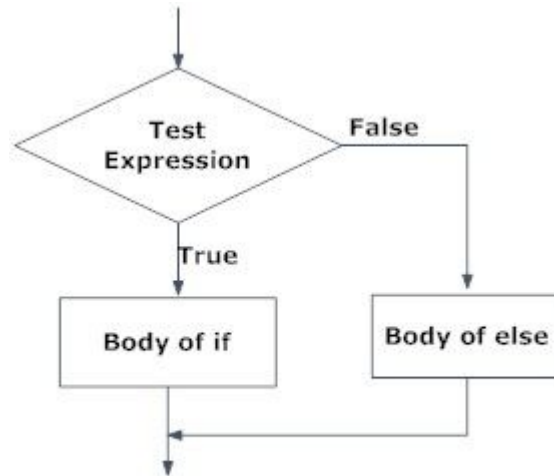 Test
Expression
False
True
Body of if
Body of else